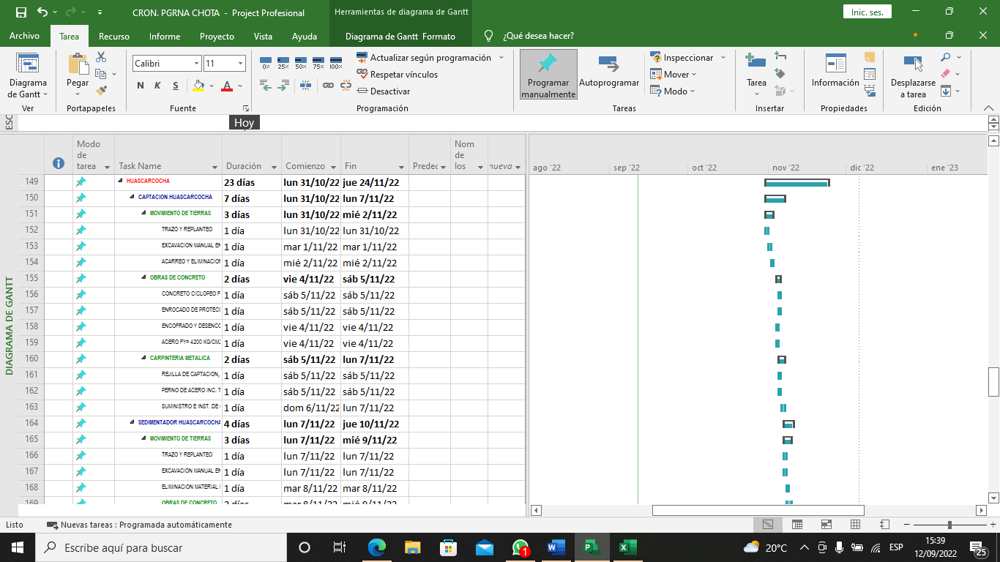 CRON. PGRNA CHOTA - Project Profesional
Herramientas de diagrama de Gantt
Inic. ses.
Archivo Tarea Recurso Informe Proyecto Vista Ayuda Diagrama de Gantt Formato ¿Qué desea hacer?
Diagrama de Gantt
Ver
Pegar
Portapapeles
Calibri 11
N K S A
Fuente
0% 25% 50% 75% 100%
Actualizar según programación
Respetar vínculos
Desactivar
Programación
Programar manualmente
Autoprogramar
Inspeccionar
Mover
Modo
Tareas
Tarea
Insertar
Información
Propiedades
Desplazarse a tarea
Edición
ESC
Hoy
DIAGRAMA DE GANTT
Modo de tarea Task Name Duración Comienzo Fin Predec Nom de los nueva
ago '22 sep '22 oct '22 nov '22 dic '22 ene '23
149 HUASCARCOCHA 23 días lun 31/10/22 jue 24/11/22
150 CAPTACION HUASCARCOCHA 7 días lun 31/10/22 lun 7/11/22
151 MOVIMIENTO DE TIERRAS 3 días lun 31/10/22 mié 2/11/22
152 TRAZO Y REPLANTEO 1 día lun 31/10/22 lun 31/10/22
153 EXCAVACION MANUAL EN 1 día mar 1/11/22 mar 1/11/22
154 ACARREO Y ELIMINACION 1 día mié 2/11/22 mié 2/11/22
155 OBRAS DE CONCRETO 2 días vie 4/11/22 sáb 5/11/22
156 CONCRETO CICLOPEO F 1 día sáb 5/11/22 sáb 5/11/22
157 ENROCADO DE PROTECC 1 día sáb 5/11/22 sáb 5/11/22
158 ENCOFRADO Y DESENCO 1 día vie 4/11/22 vie 4/11/22
159 ACERO FY= 4200 KG/CM2 1 día vie 4/11/22 vie 4/11/22
160 CARPINTERIA METALICA 2 días sáb 5/11/22 lun 7/11/22
161 REJILLA DE CAPTACION, 1 día sáb 5/11/22 sáb 5/11/22
162 PERNO DE ACERO INC. T 1 día sáb 5/11/22 sáb 5/11/22
163 SUMINISTRO E INST. DE 1 día dom 6/11/22 lun 7/11/22
164 SEDIMENTADOR HUASCARCOCHA 4 días lun 7/11/22 jue 10/11/22
165 MOVIMIENTO DE TIERRAS 3 días lun 7/11/22 mié 9/11/22
166 TRAZO Y REPLANTEO 1 día lun 7/11/22 lun 7/11/22
167 EXCAVACION MANUAL EN 1 día lun 7/11/22 lun 7/11/22
168 ELIMINACION MATERIAL 1 día mar 8/11/22 mar 8/11/22
169 OBRAS DE CONCRETO 2 días mar 8/11/22 mié 9/11/22
Listo Nuevas tareas : Programada automáticamente
Escribe aquí para buscar
1
20°C
ESP
15:39
12/09/2022
25